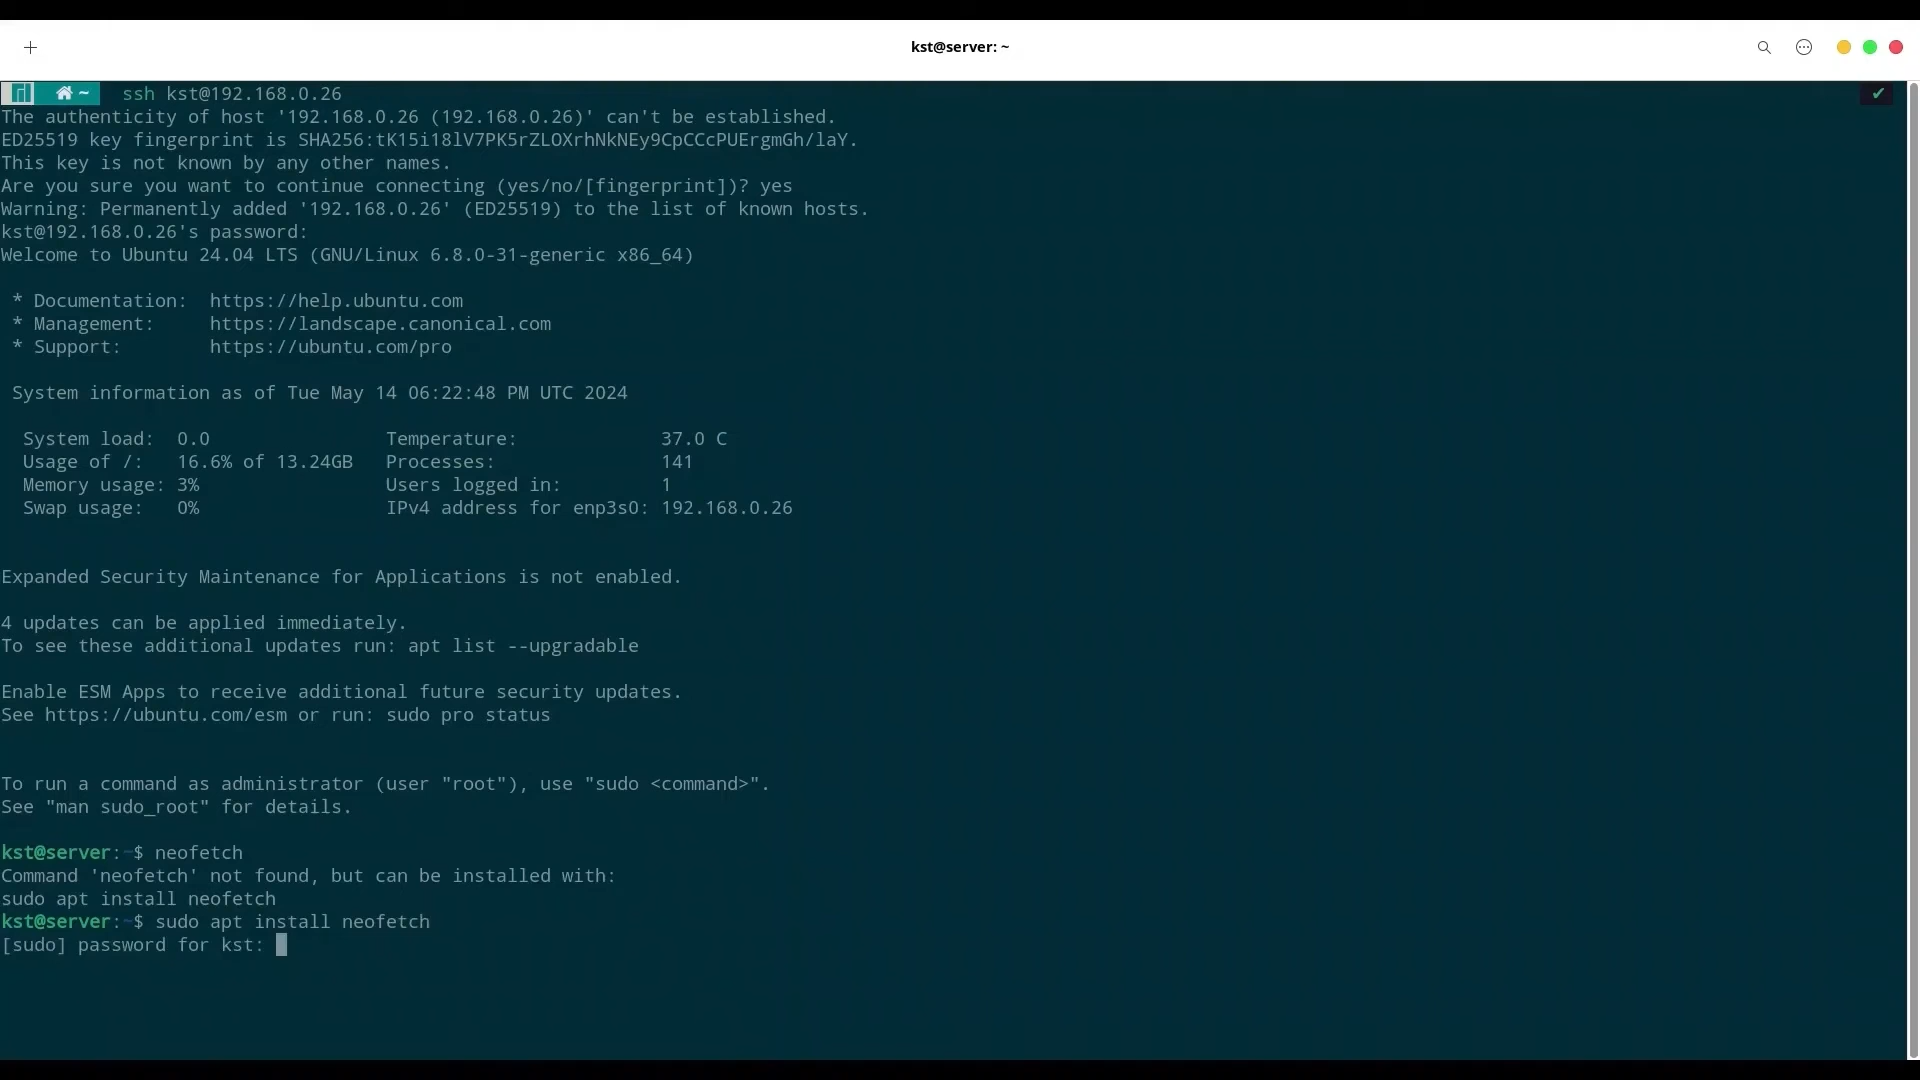 kst@server: ~
~ ssh kst@192.168.0.26
The authenticity of host '192.168.0.26 (192.168.0.26)' can't be established.
ED25519 key fingerprint is SHA256:tK15i18lV7PK5rZLOXrhNkNEy9CpCCcPUErgmGh/laY.
This key is not known by any other names.
Are you sure you want to continue connecting (yes/no/[fingerprint])? yes
Warning: Permanently added '192.168.0.26' (ED25519) to the list of known hosts.
kst@192.168.0.26's password:
Welcome to Ubuntu 24.04 LTS (GNU/Linux 6.8.0-31-generic x86_64)
* Documentation:  https://help.ubuntu.com
* Management:     https://landscape.canonical.com
* Support:        https://ubuntu.com/pro
System information as of Tue May 14 06:22:48 PM UTC 2024
System load:  0.0                Temperature:             37.0 C
Usage of /:   16.6% of 13.24GB   Processes:               141
Memory usage: 3%                 Users logged in:         1
Swap usage:   0%                 IPv4 address for enp3s0: 192.168.0.26
Expanded Security Maintenance for Applications is not enabled.
4 updates can be applied immediately.
To see these additional updates run: apt list --upgradable
Enable ESM Apps to receive additional future security updates.
See https://ubuntu.com/esm or run: sudo pro status
To run a command as administrator (user "root"), use "sudo <command>".
See "man sudo_root" for details.
kst@server:~$ neofetch
Command 'neofetch' not found, but can be installed with:
sudo apt install neofetch
kst@server:~$ sudo apt install neofetch
[sudo] password for kst: